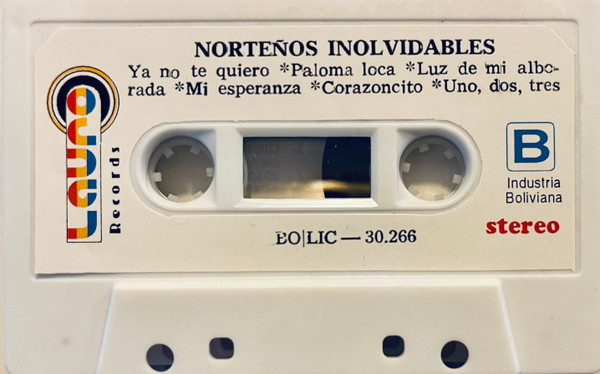 NORTEÑOS INOLVIDABLES
Ya no te quiero *Paloma loca *Luz de mi albo-
rada *Mi esperanza *Corazoncito *Uno, dos, tres
Lauro
Records
B
Industria
Boliviana
stereo
BO|LIC — 30.266